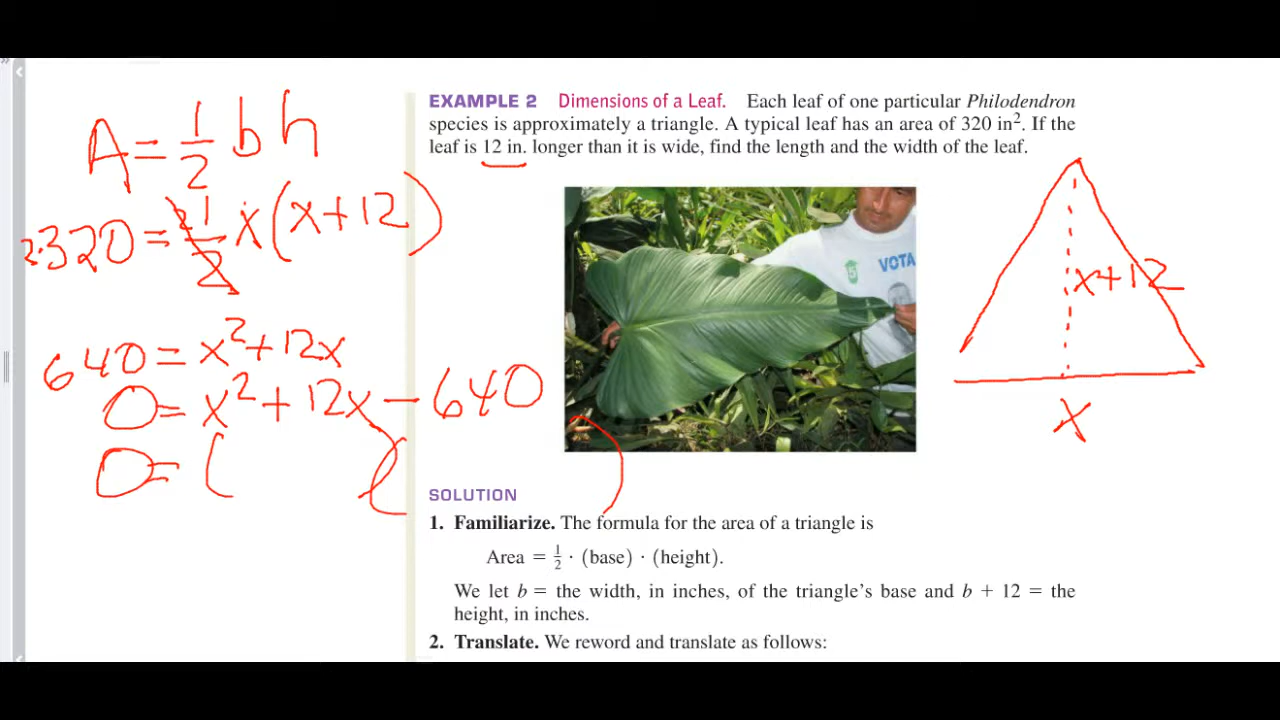 A = 1/2 b h
2·320 = 2 1/2 x (x+12)
640 = x² + 12x
0 = x² + 12x - 640
0 = (        ) (        )
EXAMPLE 2 Dimensions of a Leaf. Each leaf of one particular Philodendron
species is approximately a triangle. A typical leaf has an area of 320 in². If the
leaf is 12 in. longer than it is wide, find the length and the width of the leaf.
5
VOTA
x+12
x
SOLUTION
1. Familiarize. The formula for the area of a triangle is
Area = 1/2 · (base) · (height).
We let b = the width, in inches, of the triangle's base and b + 12 = the
height, in inches.
2. Translate. We reword and translate as follows: